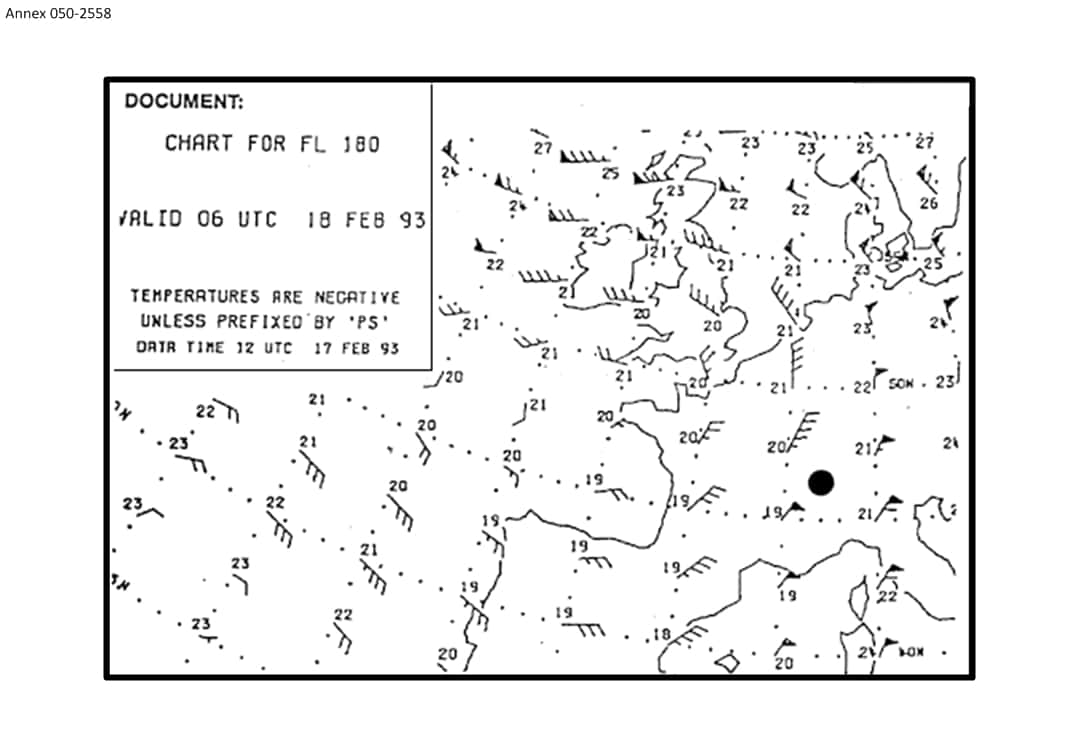 Annex 050-2558
DOCUMENT:
CHART FOR FL 180
VALID 06 UTC 18 FEB 93
TEMPERATURES ARE NEGATIVE
UNLESS PREFIXED BY 'PS'
DATA TIME 12 UTC 17 FEB 93
27 23 23 25 27
24 25 23
24 22 22 24 26
22 21
22 21 21 23 25
21 20
21 20 21 23 24
21
20 21 20 21 22 50N 23
22 21 21 20
23 21 20 20 20 21 24
20 19
23 22 20 19 19 21
19 19
23 21 19 19 22
22 19 19
23 18
20 20 21